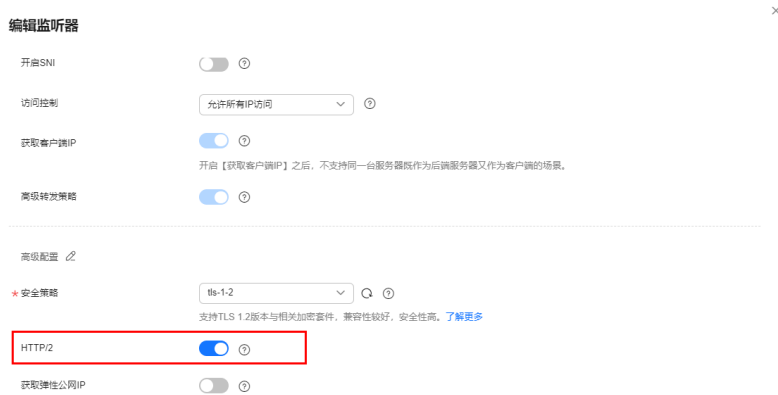 编辑监听器
开启SNI
访问控制 允许所有IP访问
获取客户端IP
开启【获取客户端IP】之后，不支持同一台服务器既作为后端服务器又作为客户端的场景。
高级转发策略
高级配置
* 安全策略 tls-1-2
支持TLS 1.2版本与相关加密套件，兼容性较好，安全性高。了解更多
HTTP/2
获取弹性公网IP